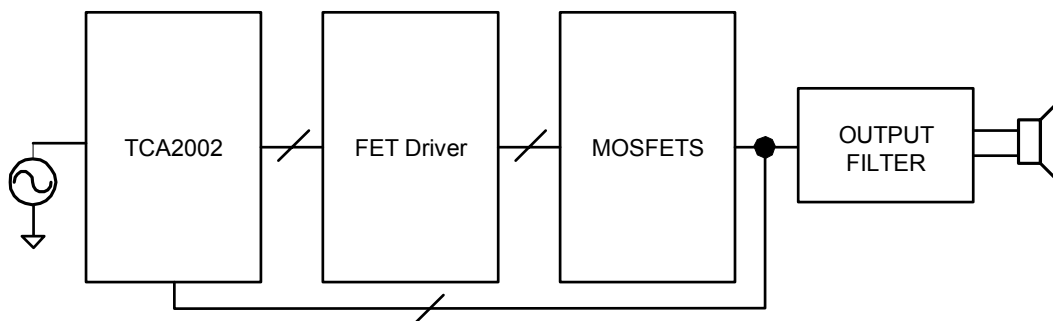 TCA2002
FET Driver
MOSFETS
OUTPUT
FILTER